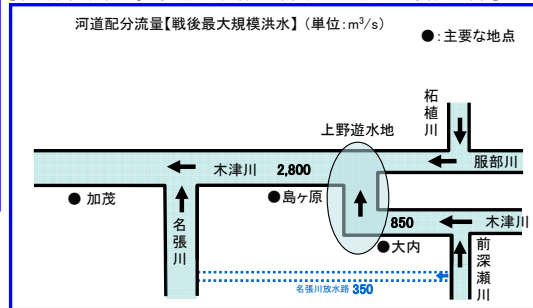 河道配分流量【戦後最大規模洪水】（単位：m³/s）
●：主要な地点
柘植川
上野遊水地
服部川
木津川 2,800
●加茂
●島ヶ原
名張川
850
木津川
●大内
前深瀬川
名張川放水路 350